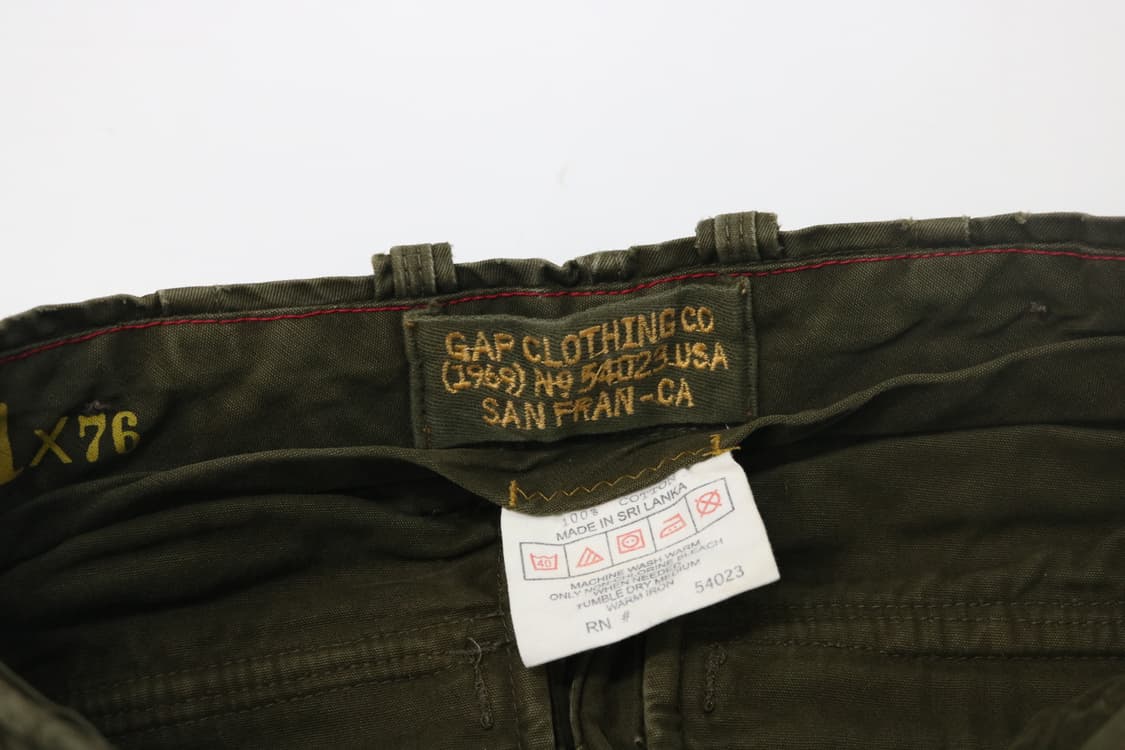 GAP CLOTHING CO
(1969) No 54023.USA
SAN FRAN-CA
X 76
100% COTTON
MADE IN SRI LANKA
40
MACHINE WASH WARM
ONLY NON-CHLORINE BLEACH
WHEN NEEDED
TUMBLE DRY MEDIUM
WARM IRON
RN # 54023